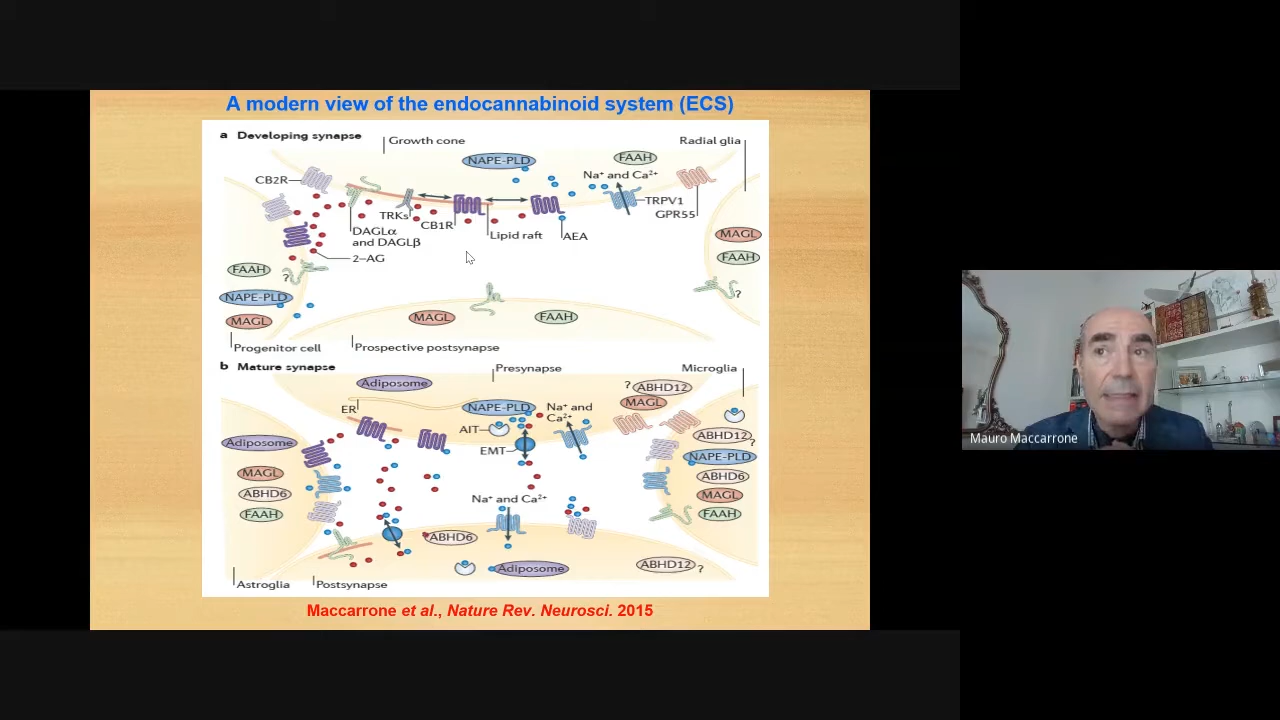 A modern view of the endocannabinoid system (ECS)
a Developing synapse
Growth cone
Radial glia
NAPE-PLD
FAAH
Na⁺ and Ca²⁺
CB2R
TRPV1
TRKs
GPR55
CB1R
DAGLα
and DAGLβ
Lipid raft
AEA
MAGL
2-AG
FAAH
FAAH
?
?
NAPE-PLD
MAGL
MAGL
FAAH
Progenitor cell
Prospective postsynapse
b Mature synapse
Presynapse
Microglia
Adiposome
? ABHD12
MAGL
ER
NAPE-PLD
Na⁺ and
Ca²⁺
AIT
ABHD12
?
Adiposome
EMT
NAPE-PLD
MAGL
ABHD6
ABHD6
Na⁺ and Ca²⁺
MAGL
FAAH
FAAH
ABHD6
Adiposome
ABHD12 ?
Astroglia
Postsynapse
Maccarrone et al., Nature Rev. Neurosci. 2015
Mauro Maccarrone